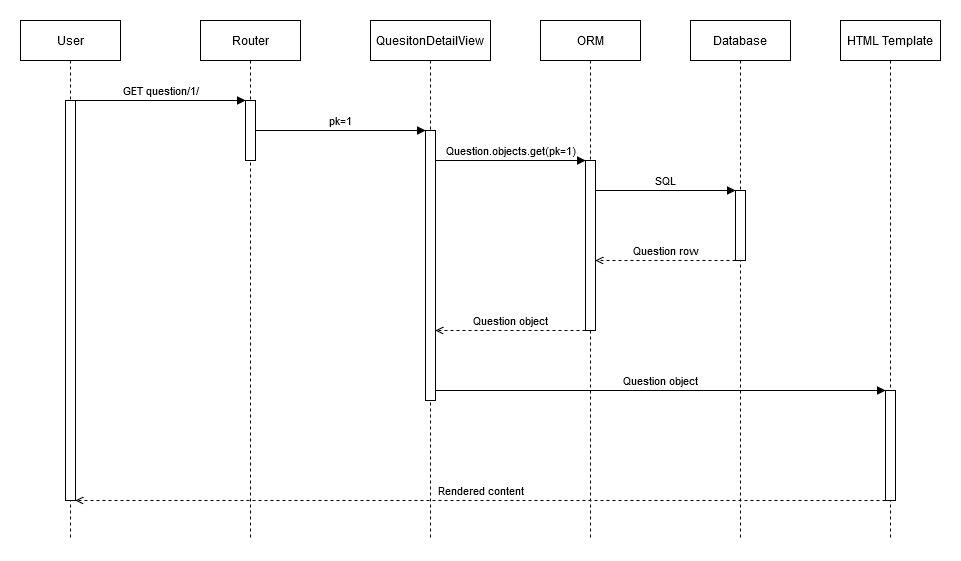 User
Router
QuesitonDetailView
ORM
Database
HTML Template
GET question/1/
pk=1
Question.objects.get(pk=1)
SQL
Question row
Question object
Question object
Rendered content